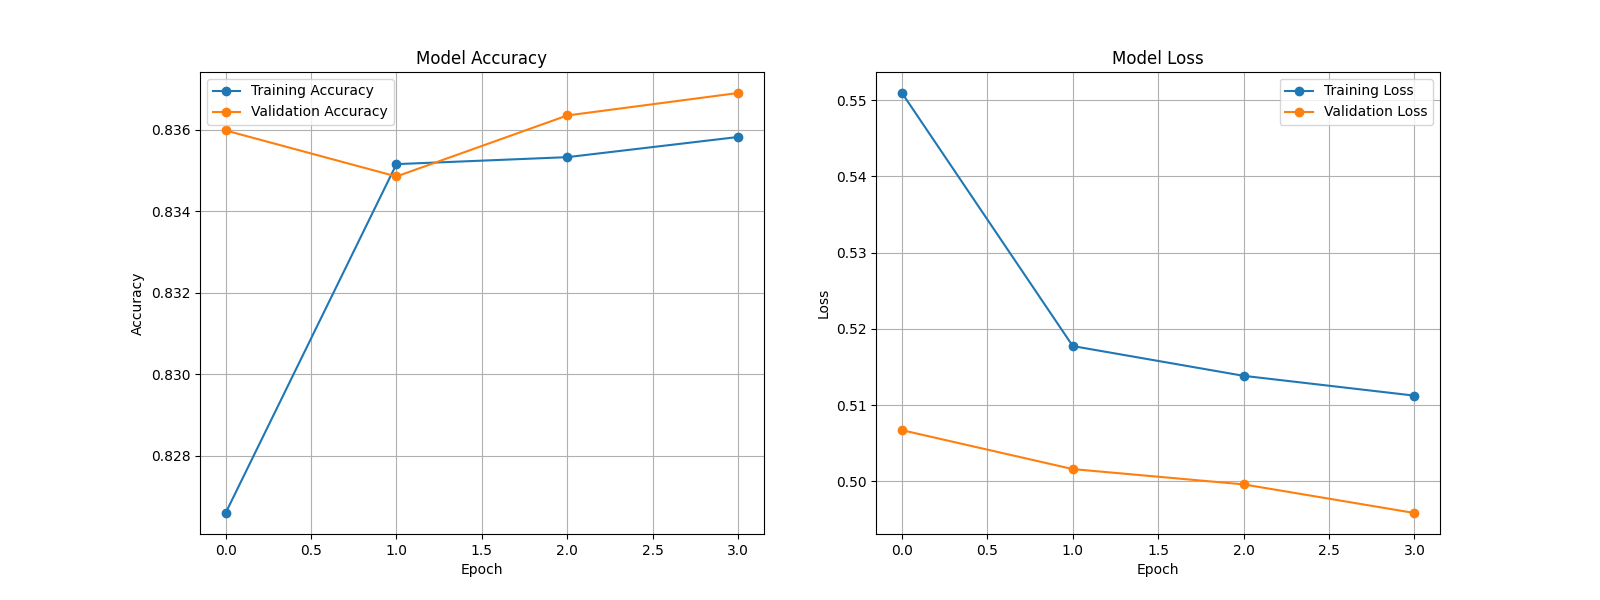 Model Accuracy
Training Accuracy
Validation Accuracy
0.836
0.834
0.832
0.830
0.828
Accuracy
0.0 0.5 1.0 1.5 2.0 2.5 3.0
Epoch
Model Loss
Training Loss
Validation Loss
0.55
0.54
0.53
0.52
0.51
0.50
Loss
0.0 0.5 1.0 1.5 2.0 2.5 3.0
Epoch